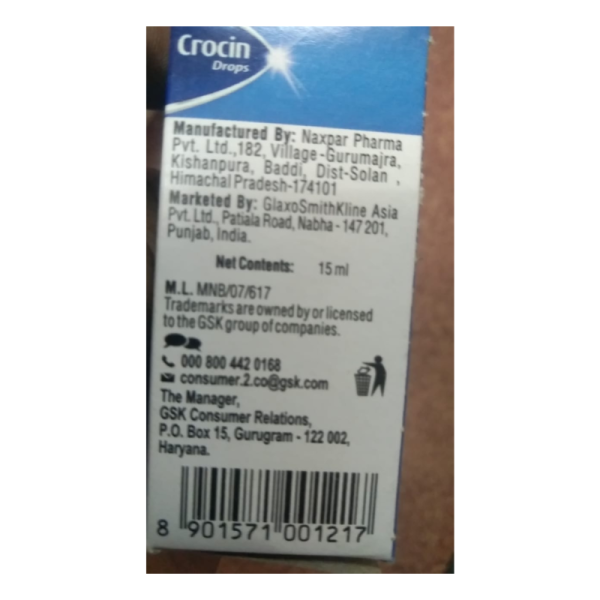 Crocin
Drops
Manufactured By: Naxpar Pharma
Pvt. Ltd.,182, Village-Gurumajra,
Kishanpura, Baddi, Dist-Solan ,
Himachal Pradesh-174101
Marketed By: GlaxoSmithKline Asia
Pvt. Ltd., Patiala Road, Nabha - 147 201,
Punjab, India.
Net Contents: 15 ml
M.L. MNB/07/617
Trademarks are owned by or licensed
to the GSK group of companies.
000 800 442 0168
consumer.2.co@gsk.com
The Manager,
GSK Consumer Relations,
P.O. Box 15, Gurugram - 122 002,
Haryana.
8 901571 001217